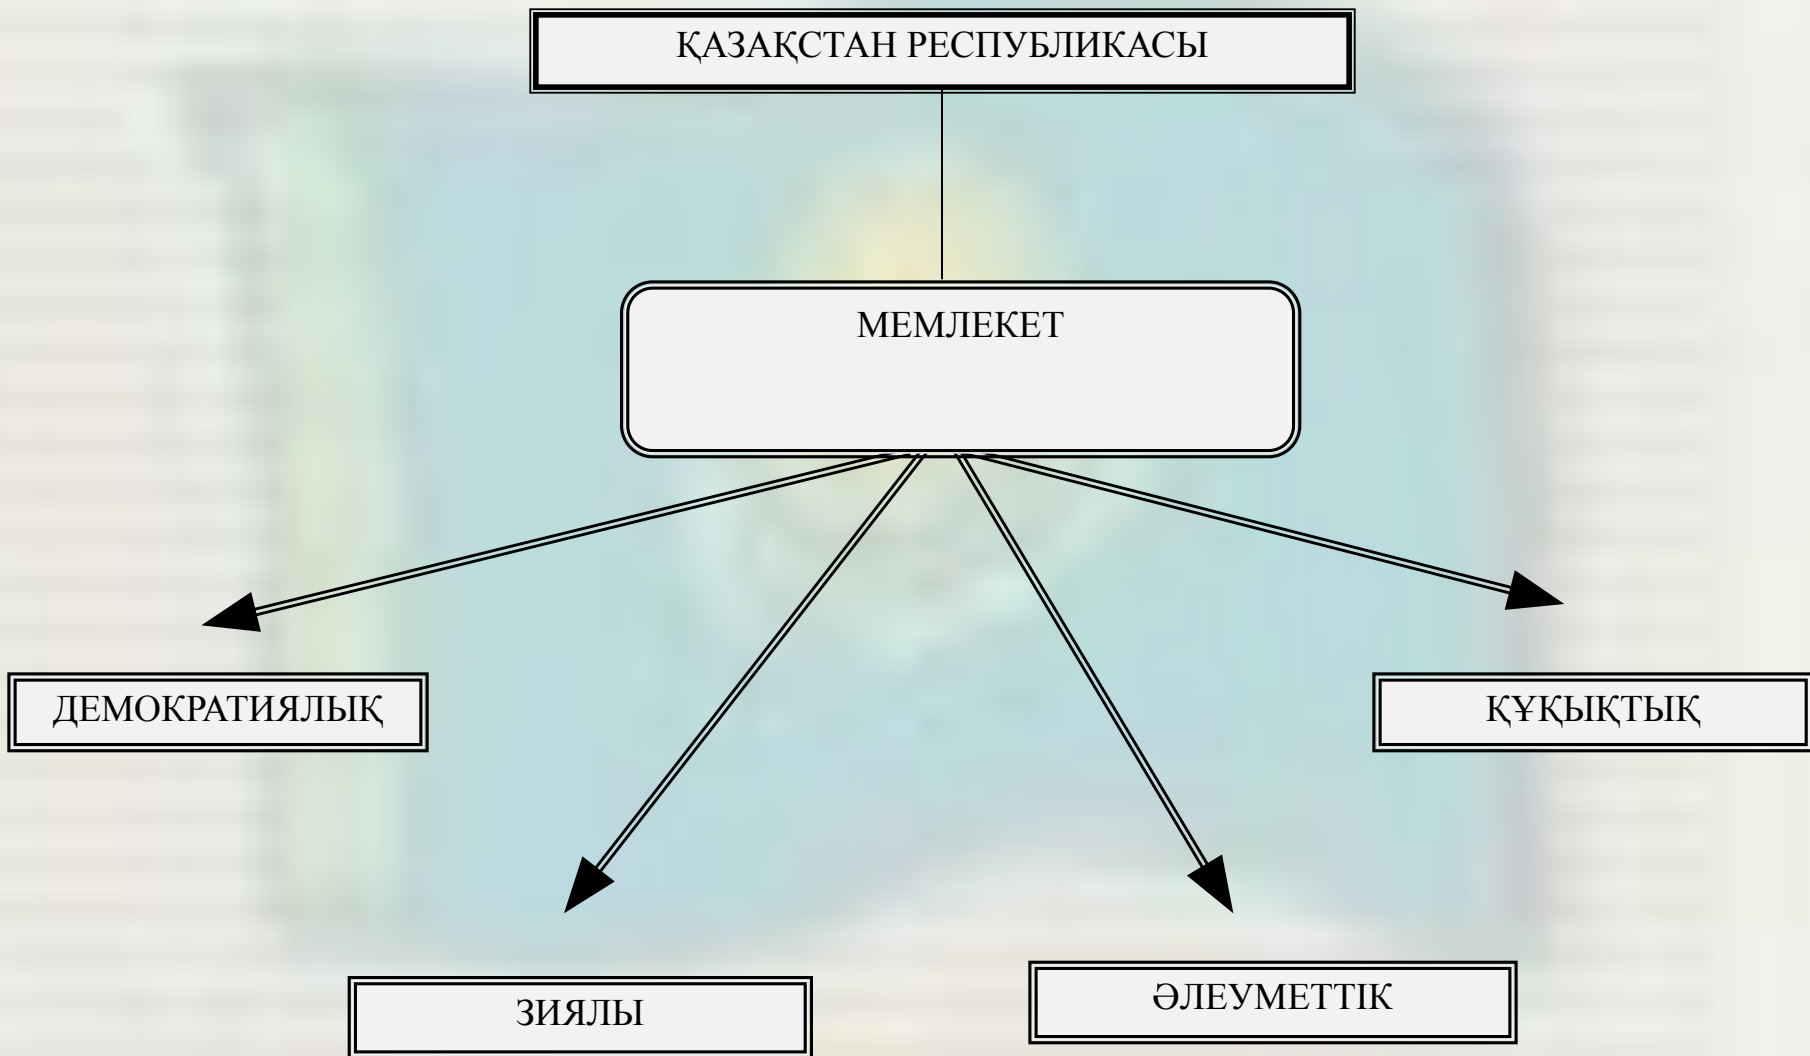 ҚАЗАҚСТАН РЕСПУБЛИКАСЫ
МЕМЛЕКЕТ
ДЕМОКРАТИЯЛЫҚ
ҚҰҚЫҚТЫҚ
ЗИЯЛЫ
ӘЛЕУМЕТТІК